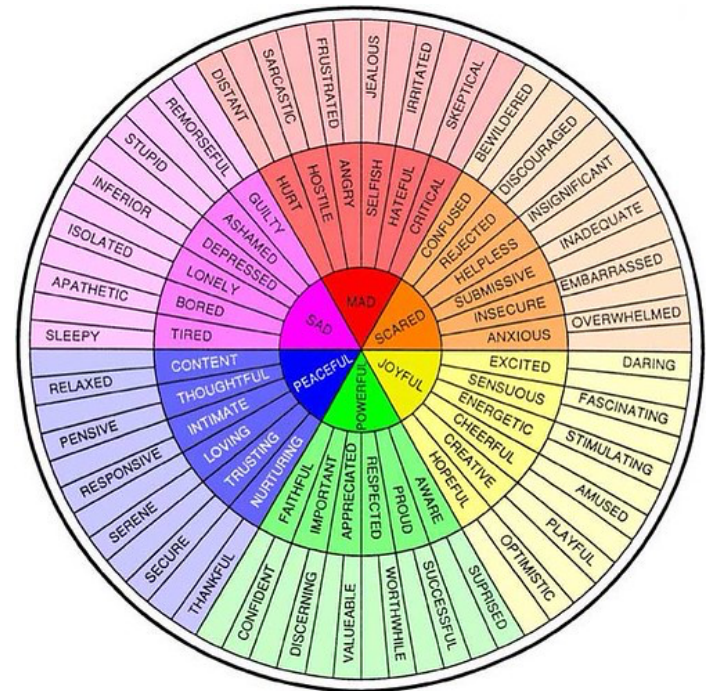 MAD
SCARED
JOYFUL
POWERFUL
PEACEFUL
SAD
HURT
HOSTILE
ANGRY
SELFISH
HATEFUL
CRITICAL
CONFUSED
REJECTED
HELPLESS
SUBMISSIVE
INSECURE
ANXIOUS
EXCITED
SENSUOUS
ENERGETIC
CHEERFUL
CREATIVE
HOPEFUL
AWARE
PROUD
RESPECTED
APPRECIATED
IMPORTANT
FAITHFUL
NURTURING
TRUSTING
LOVING
INTIMATE
THOUGHTFUL
CONTENT
TIRED
BORED
LONELY
DEPRESSED
ASHAMED
GUILTY
DISTANT
SARCASTIC
FRUSTRATED
JEALOUS
IRRITATED
SKEPTICAL
BEWILDERED
DISCOURAGED
INSIGNIFICANT
INADEQUATE
EMBARRASSED
OVERWHELMED
DARING
FASCINATING
STIMULATING
AMUSED
PLAYFUL
OPTIMISTIC
SUPRISED
SUCCESSFUL
WORTHWHILE
VALUEABLE
DISCERNING
CONFIDENT
THANKFUL
SECURE
SERENE
RESPONSIVE
PENSIVE
RELAXED
SLEEPY
APATHETIC
ISOLATED
INFERIOR
STUPID
REMORSEFUL